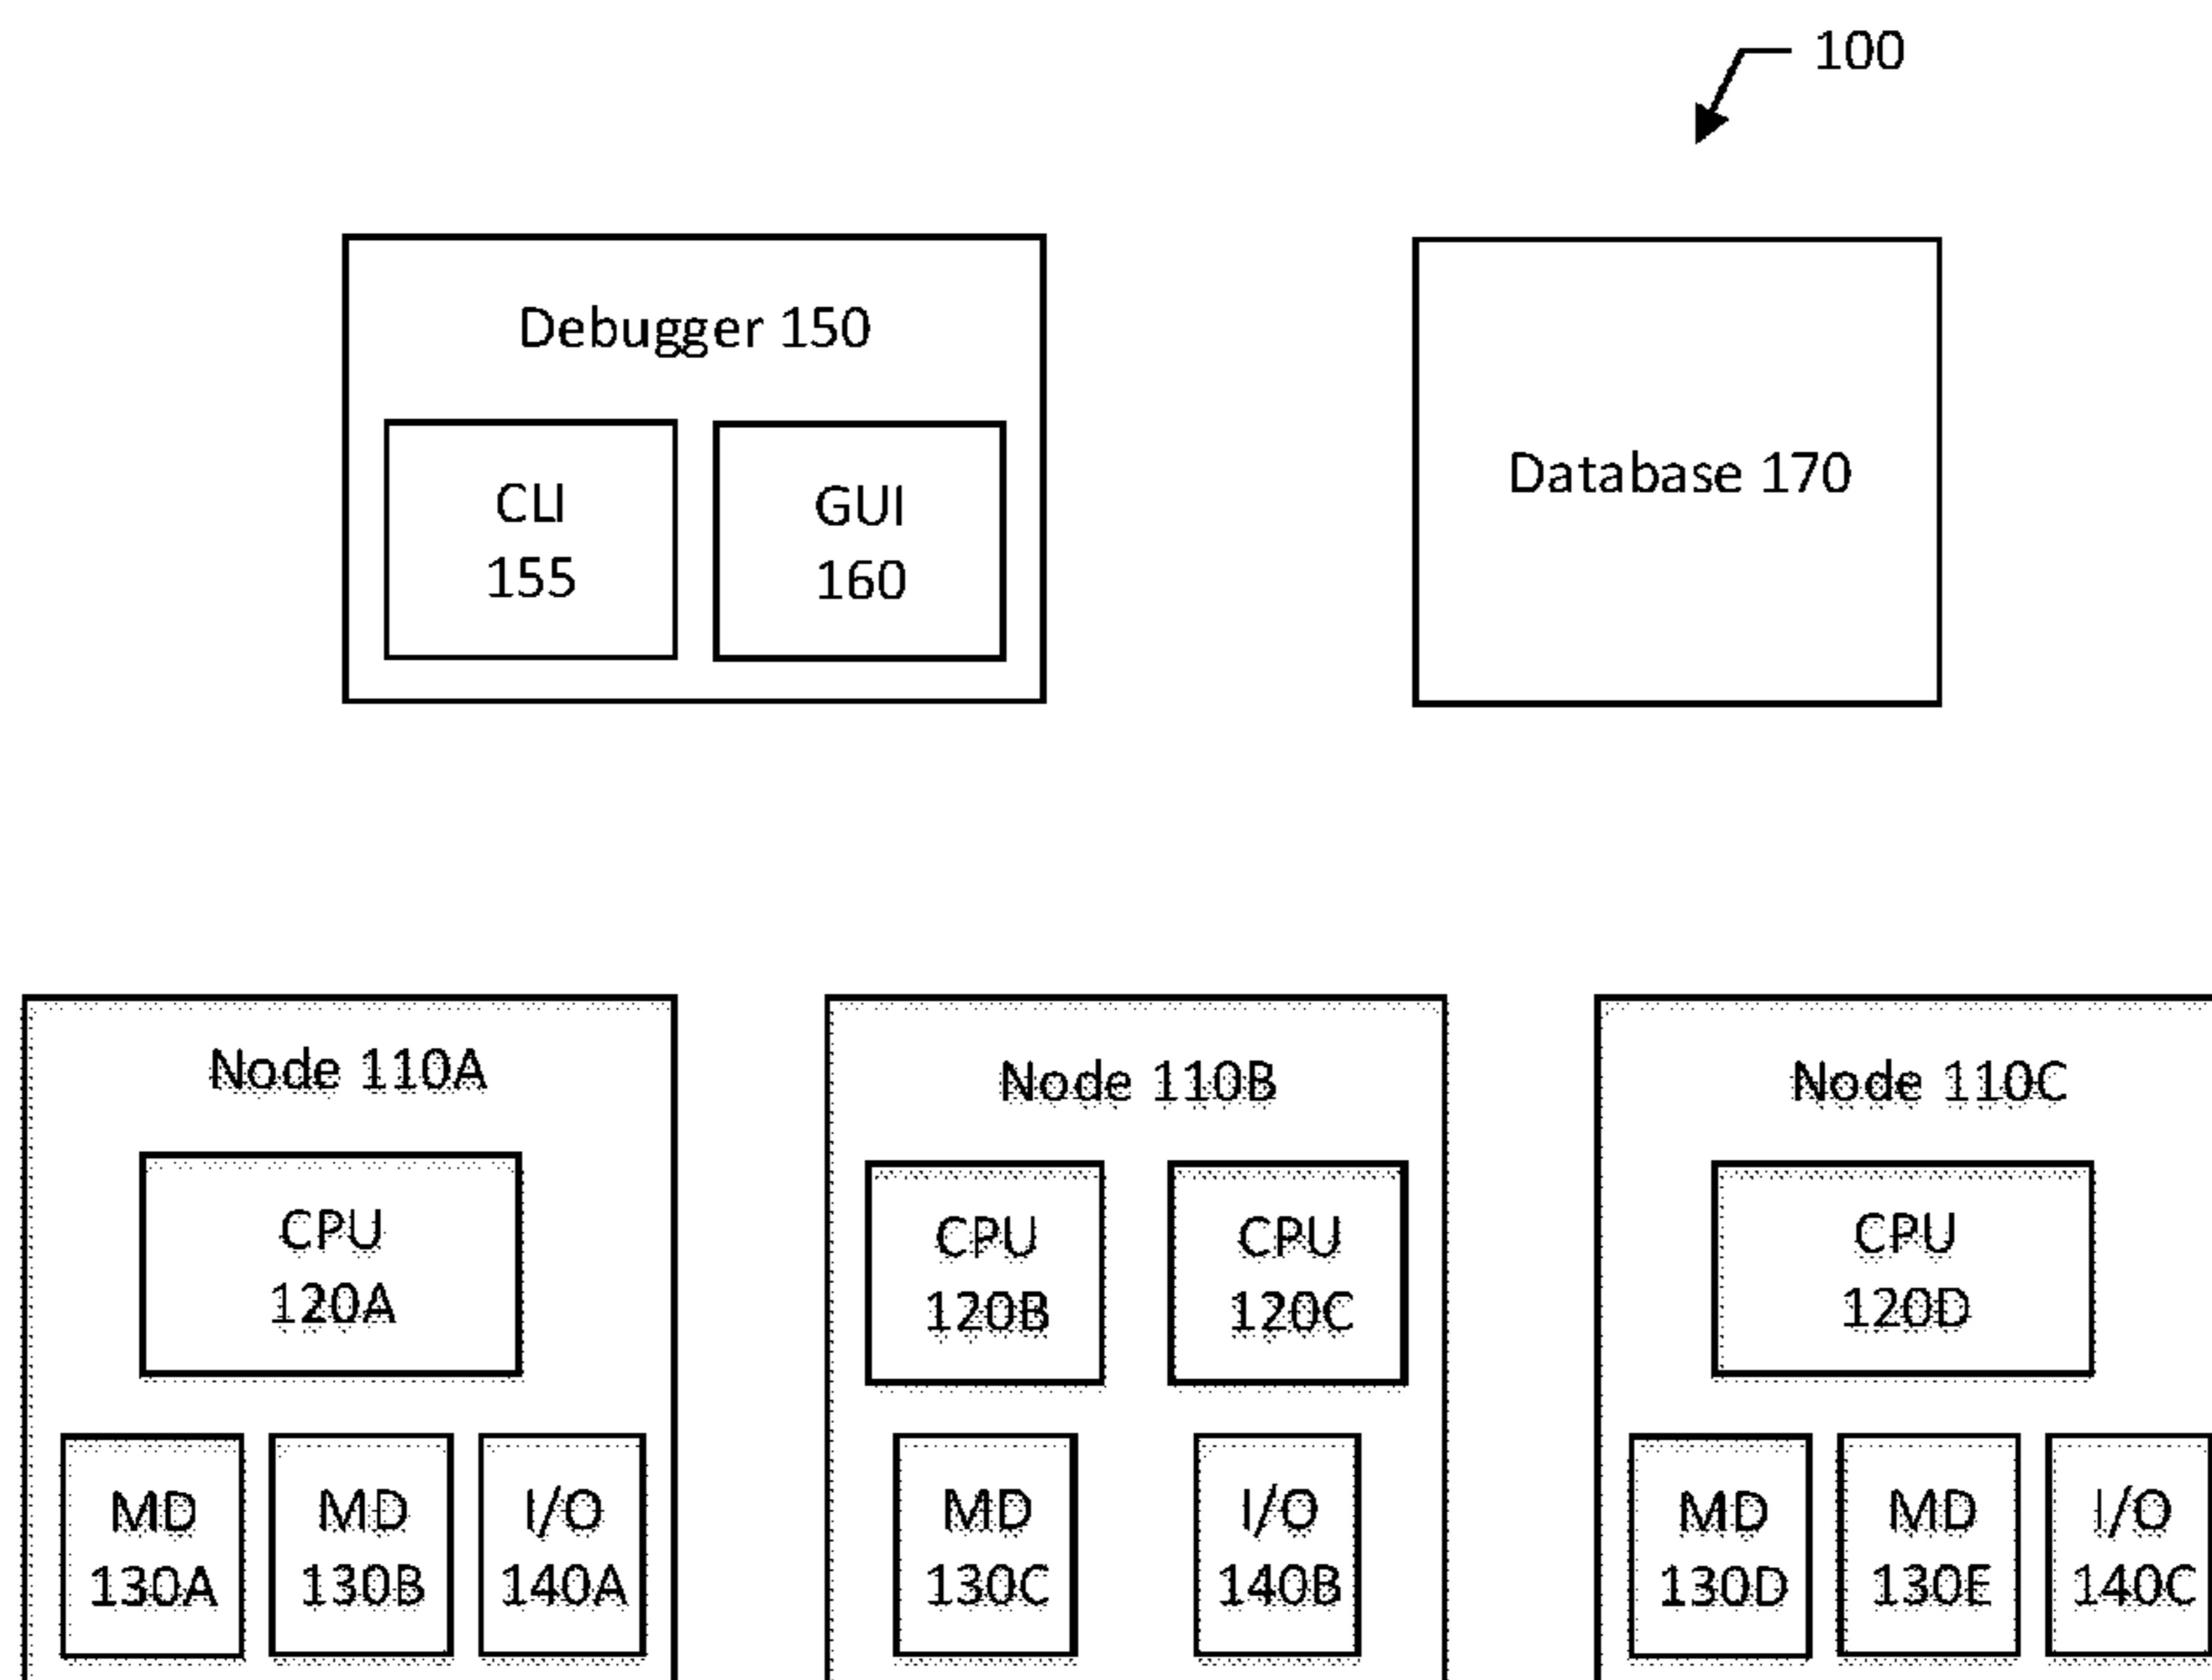 100
Debugger 150
CLI
155
GUI
160
Database 170
Node 110A
CPU
120A
MD
130A
MD
130B
I/O
140A
Node 110B
CPU
120B
CPU
120C
MD
130C
I/O
140B
Node 110C
CPU
120D
MD
130D
MD
130E
I/O
140C